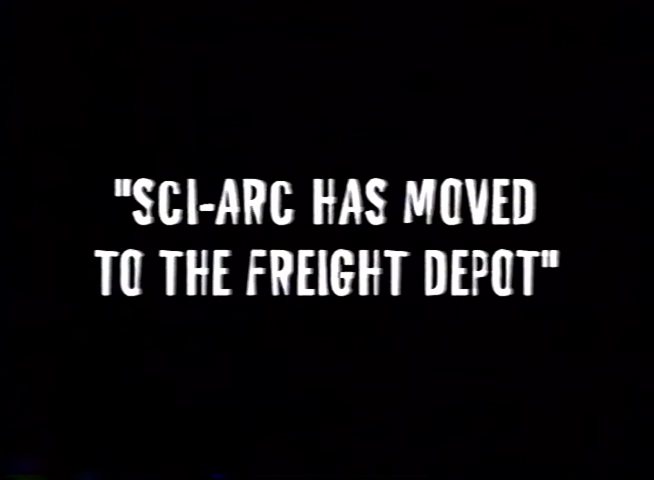 "SCI-ARC HAS MOVED
TO THE FREIGHT DEPOT"